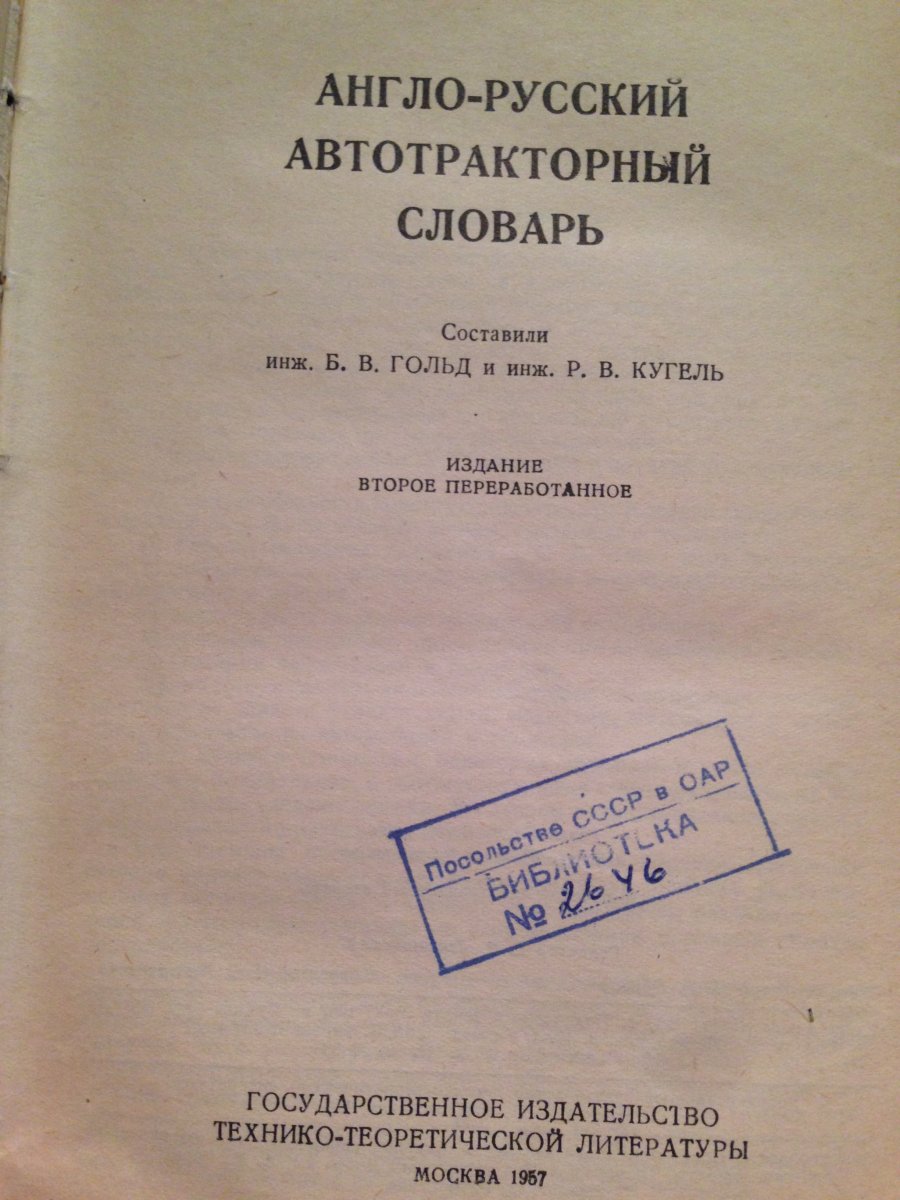 АНГЛО-РУССКИЙ
АВТОТРАКТОРНЫЙ
СЛОВАРЬ
Составили
инж. Б. В. ГОЛЬД и инж. Р. В. КУГЕЛЬ
ИЗДАНИЕ
ВТОРОЕ ПЕРЕРАБОТАННОЕ
Посольство СССР в ОАР
БИБЛИОТЕКА
№ 2646
ГОСУДАРСТВЕННОЕ ИЗДАТЕЛЬСТВО
ТЕХНИКО-ТЕОРЕТИЧЕСКОЙ ЛИТЕРАТУРЫ
МОСКВА 1957